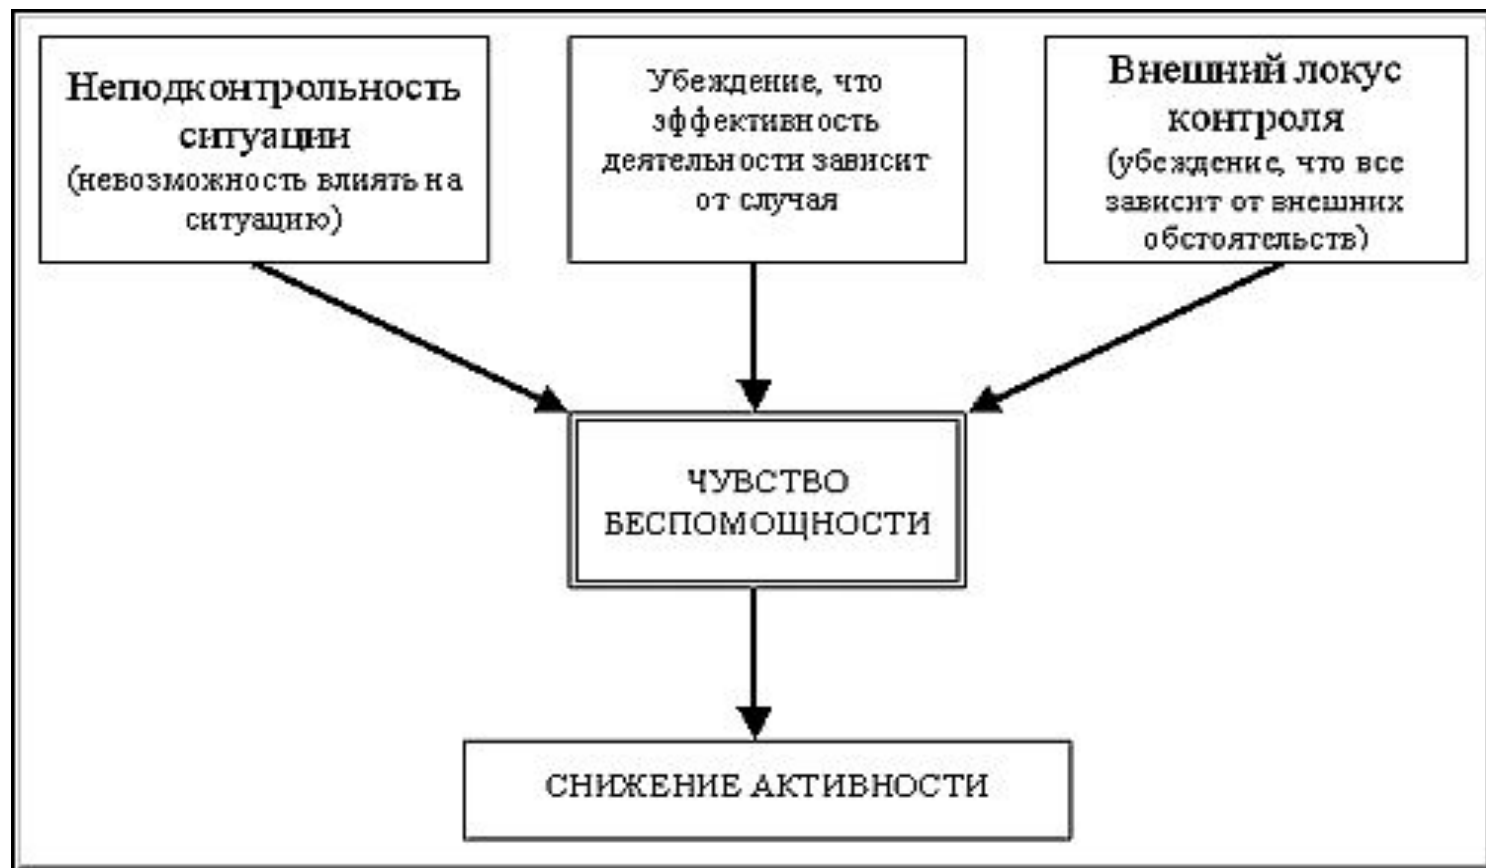 Неподконтрольность
ситуации
(невозможность влиять на
ситуацию)
Убеждение, что
эффективность
деятельности зависит
от случая
Внешний локус
контроля
(убеждение, что все
зависит от внешних
обстоятельств)
ЧУВСТВО
БЕСПОМОЩНОСТИ
СНИЖЕНИЕ АКТИВНОСТИ